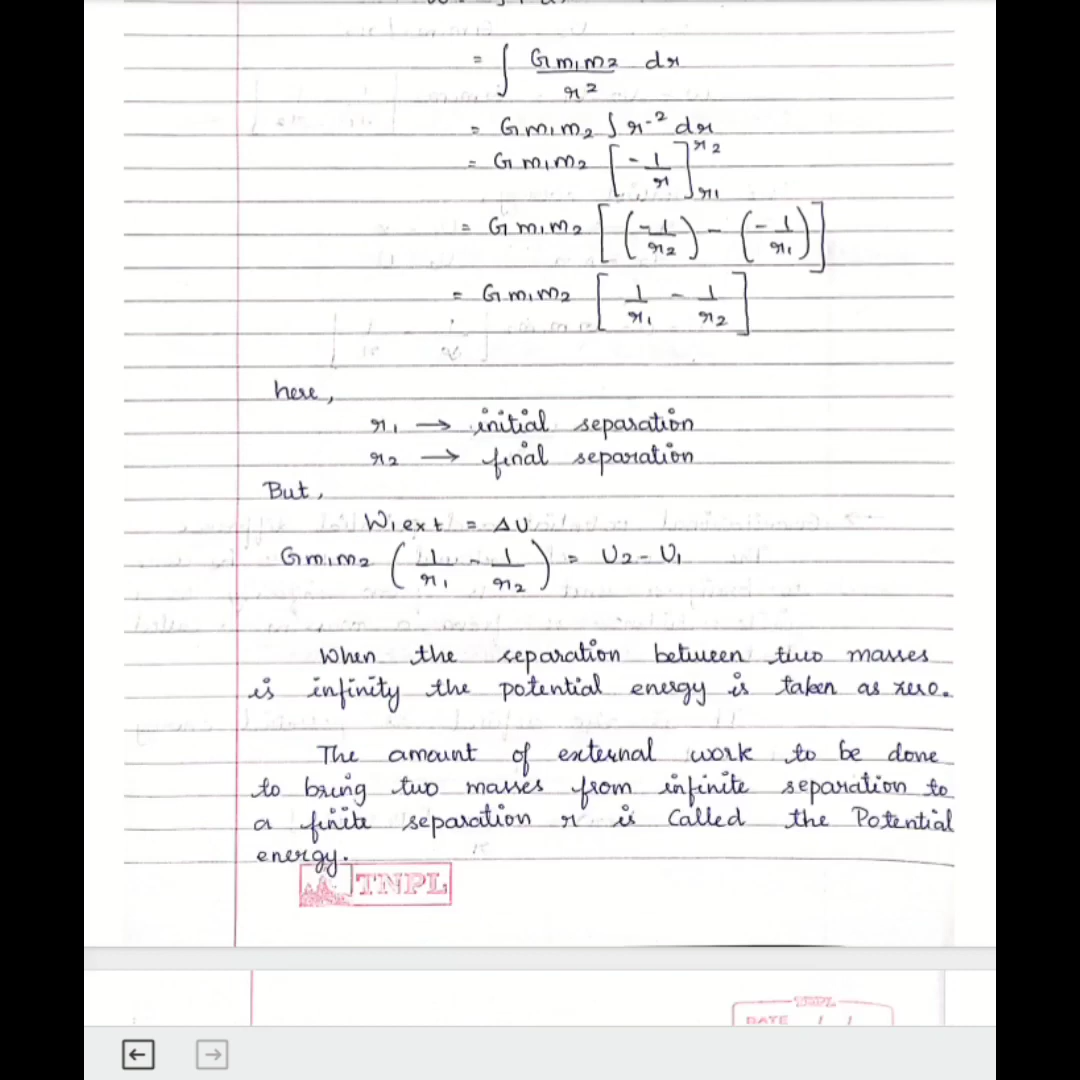 = ∫ Gm₁m₂ / r² dr
= Gm₁m₂ ∫ r⁻² dr
= Gm₁m₂ [ - 1/r ] r₂ r₁
= Gm₁m₂ [ ( -1/r₂ ) - ( - 1/r₁ ) ]
= Gm₁m₂ [ 1/r₁ - 1/r₂ ]
here,
r₁ → initial separation
r₂ → final separation
But,
W, ext = ΔU
Gm₁m₂ ( 1/r₁ - 1/r₂ ) = U₂ - U₁
When the separation between two masses
is infinity the potential energy is taken as zero.
The amount of external work to be done
to bring two masses from infinite separation to
a finite separation r is Called the Potential
energy.
TNPL
TNPL
DATE / /